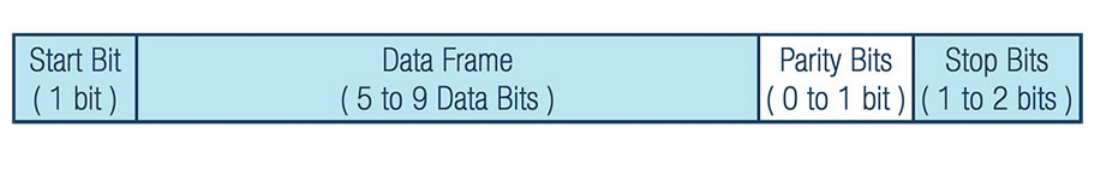 Start Bit
( 1 bit )
Data Frame
( 5 to 9 Data Bits )
Parity Bits
( 0 to 1 bit )
Stop Bits
( 1 to 2 bits )